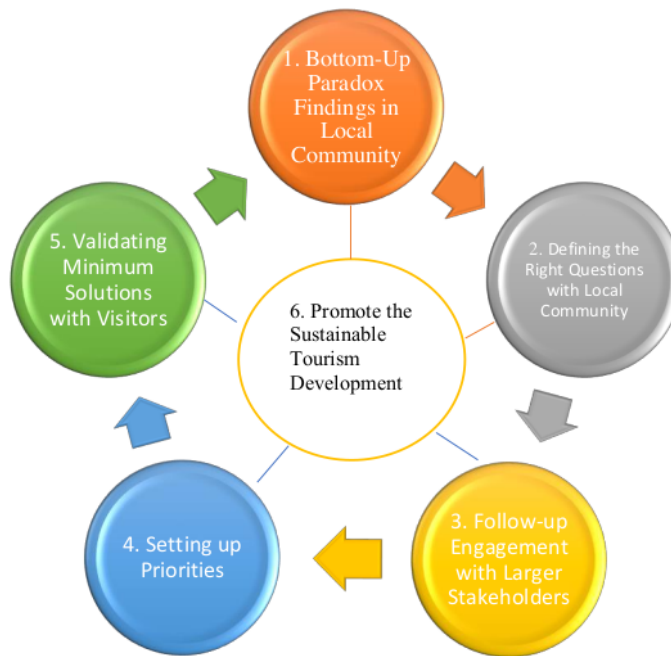 1. Bottom-Up
Paradox
Findings in
Local
Community
2. Defining the
Right Questions
with Local
Community
3. Follow-up
Engagement
with Larger
Stakeholders
4. Setting up
Priorities
5. Validating
Minimum
Solutions
with Visitors
6. Promote the
Sustainable
Tourism
Development